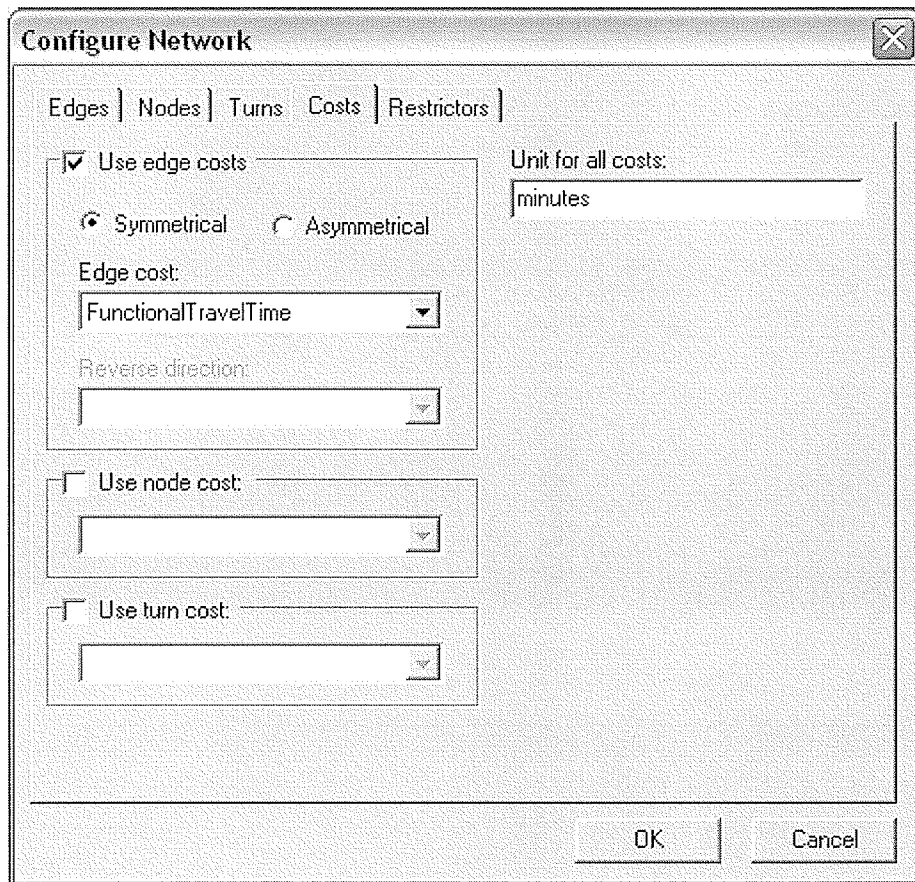 Configure Network
Edges Nodes Turns Costs Restrictors
Use edge costs
Symmetrical Asymmetrical
Edge cost:
FunctionalTravelTime
Reverse direction:
Use node cost:
Use turn cost:
Unit for all costs:
minutes
OK Cancel